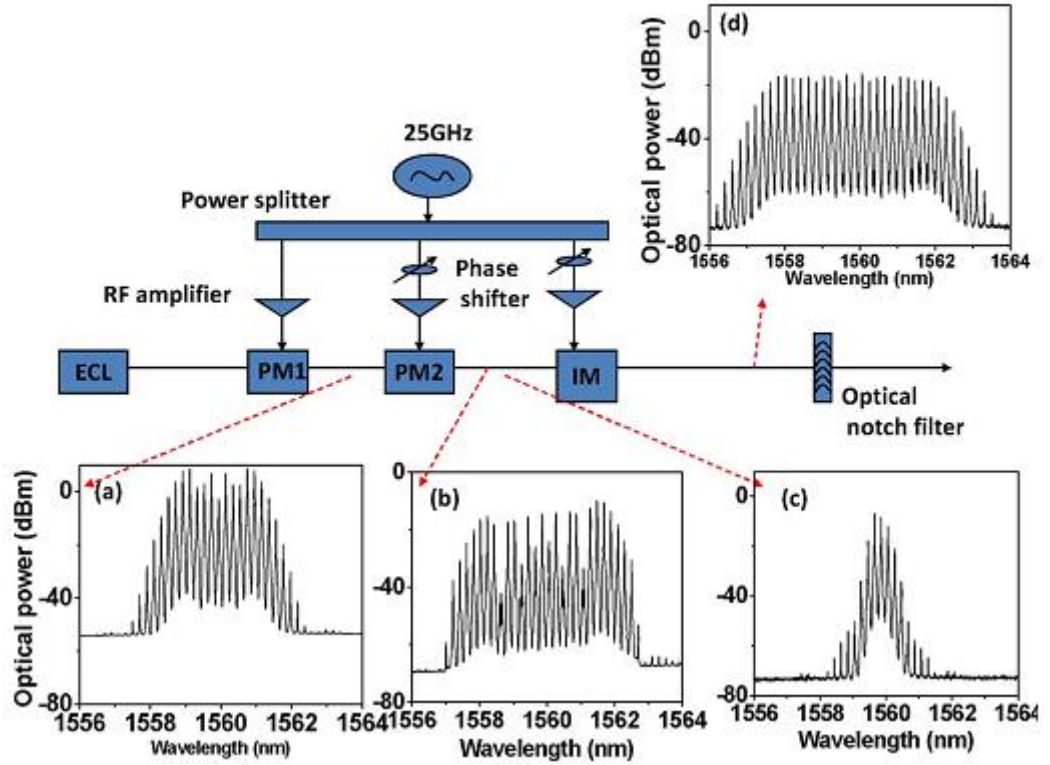 (d)
Optical power (dBm)
0
-40
-80
1556 1558 1560 1562 1564
Wavelength (nm)
25GHz
Power splitter
Phase
shifter
RF amplifier
ECL
PM1
PM2
IM
Optical
notch filter
(a)
Optical power (dBm)
0
-40
-80
1556 1558 1560 1562 1564
Wavelength (nm)
(b)
0
-40
-80
1556 1558 1560 1562 1564
Wavelength (nm)
(c)
0
-40
-80
1556 1558 1560 1562 1564
Wavelength (nm)